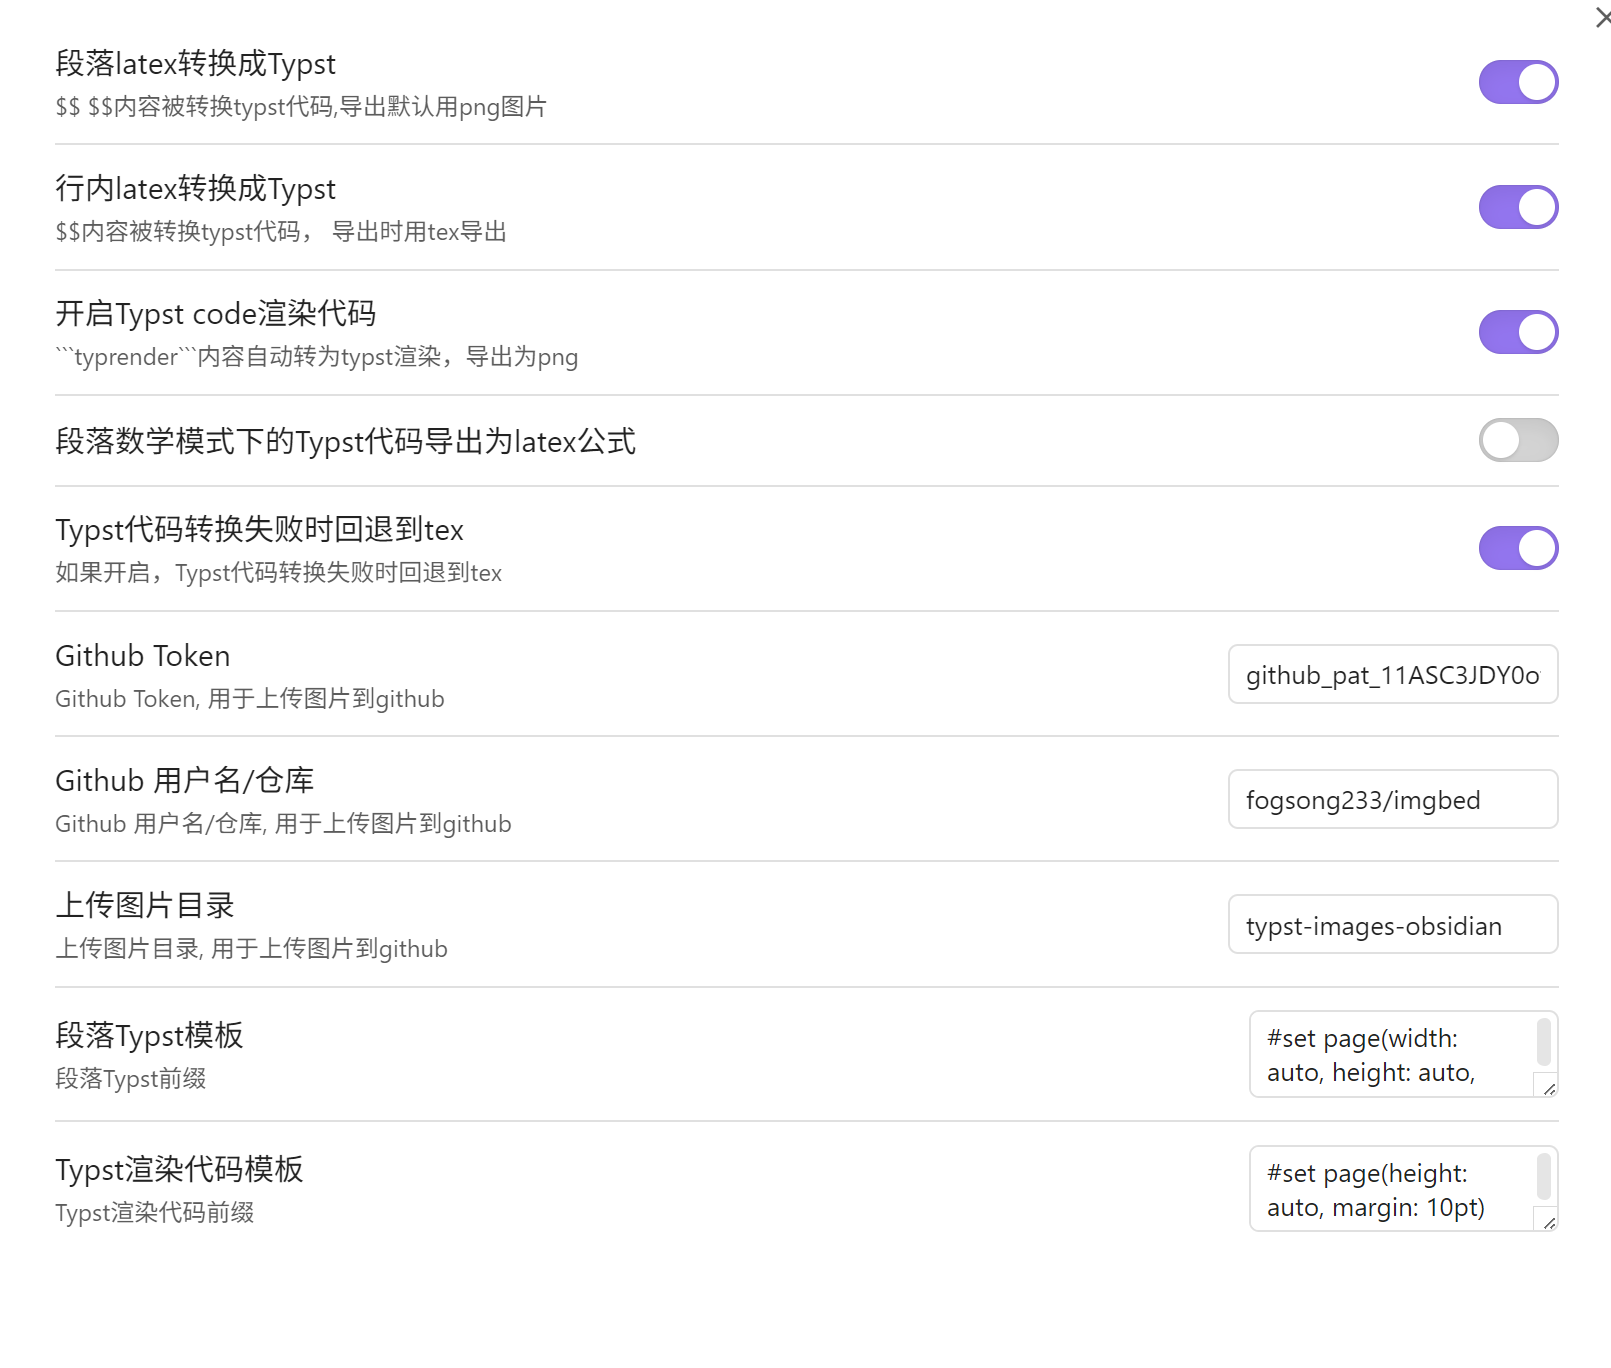 段落latex转换成Typst
$$ $$内容被转换typst代码,导出默认用png图片
行内latex转换成Typst
$$内容被转换typst代码， 导出时用tex导出
开启Typst code渲染代码
```typrender```内容自动转为typst渲染，导出为png
段落数学模式下的Typst代码导出为latex公式
Typst代码转换失败时回退到tex
如果开启，Typst代码转换失败时回退到tex
Github Token
Github Token, 用于上传图片到github
github_pat_11ASC3JDY0o
Github 用户名/仓库
Github 用户名/仓库, 用于上传图片到github
fogsong233/imgbed
上传图片目录
上传图片目录, 用于上传图片到github
typst-images-obsidian
段落Typst模板
段落Typst前缀
#set page(width:
auto, height: auto,
Typst渲染代码模板
Typst渲染代码前缀
#set page(height:
auto, margin: 10pt)